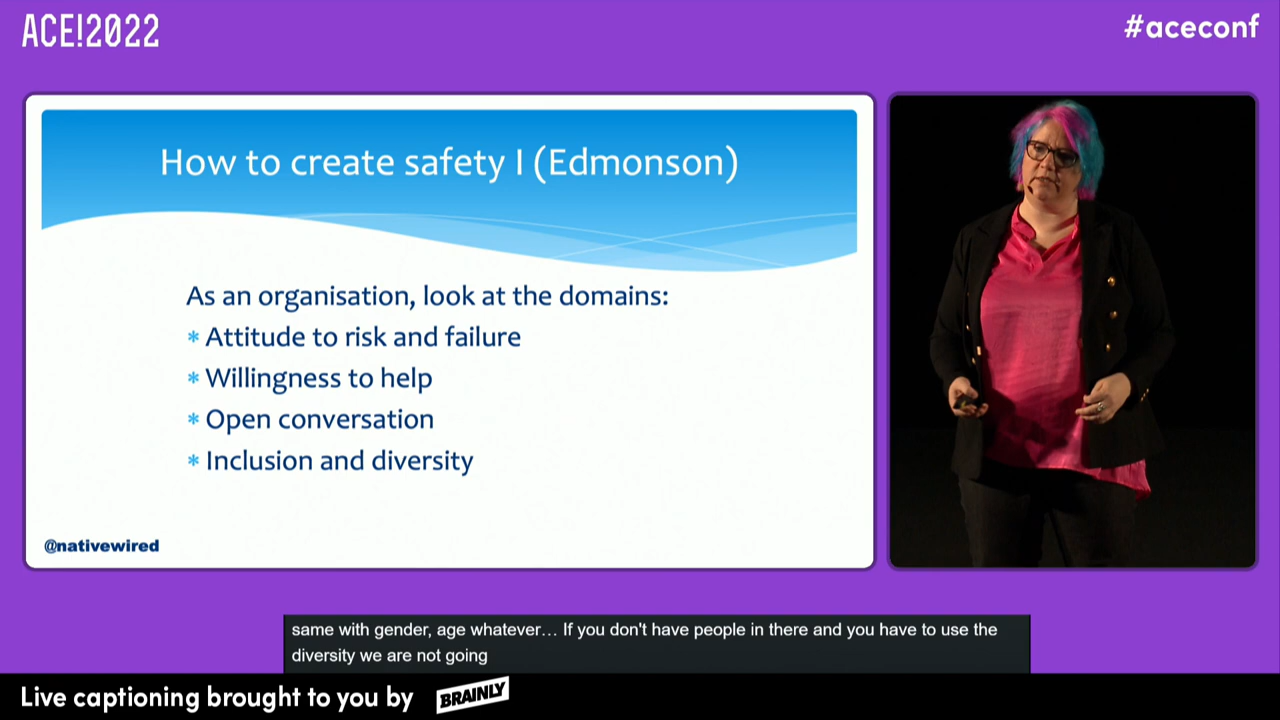 ACE!2022
#aceconf
How to create safety I (Edmonson)
As an organisation, look at the domains:
* Attitude to risk and failure
* Willingness to help
* Open conversation
* Inclusion and diversity
@nativewired
same with gender, age whatever... If you don't have people in there and you have to use the
diversity we are not going
Live captioning brought to you by BRAINLY